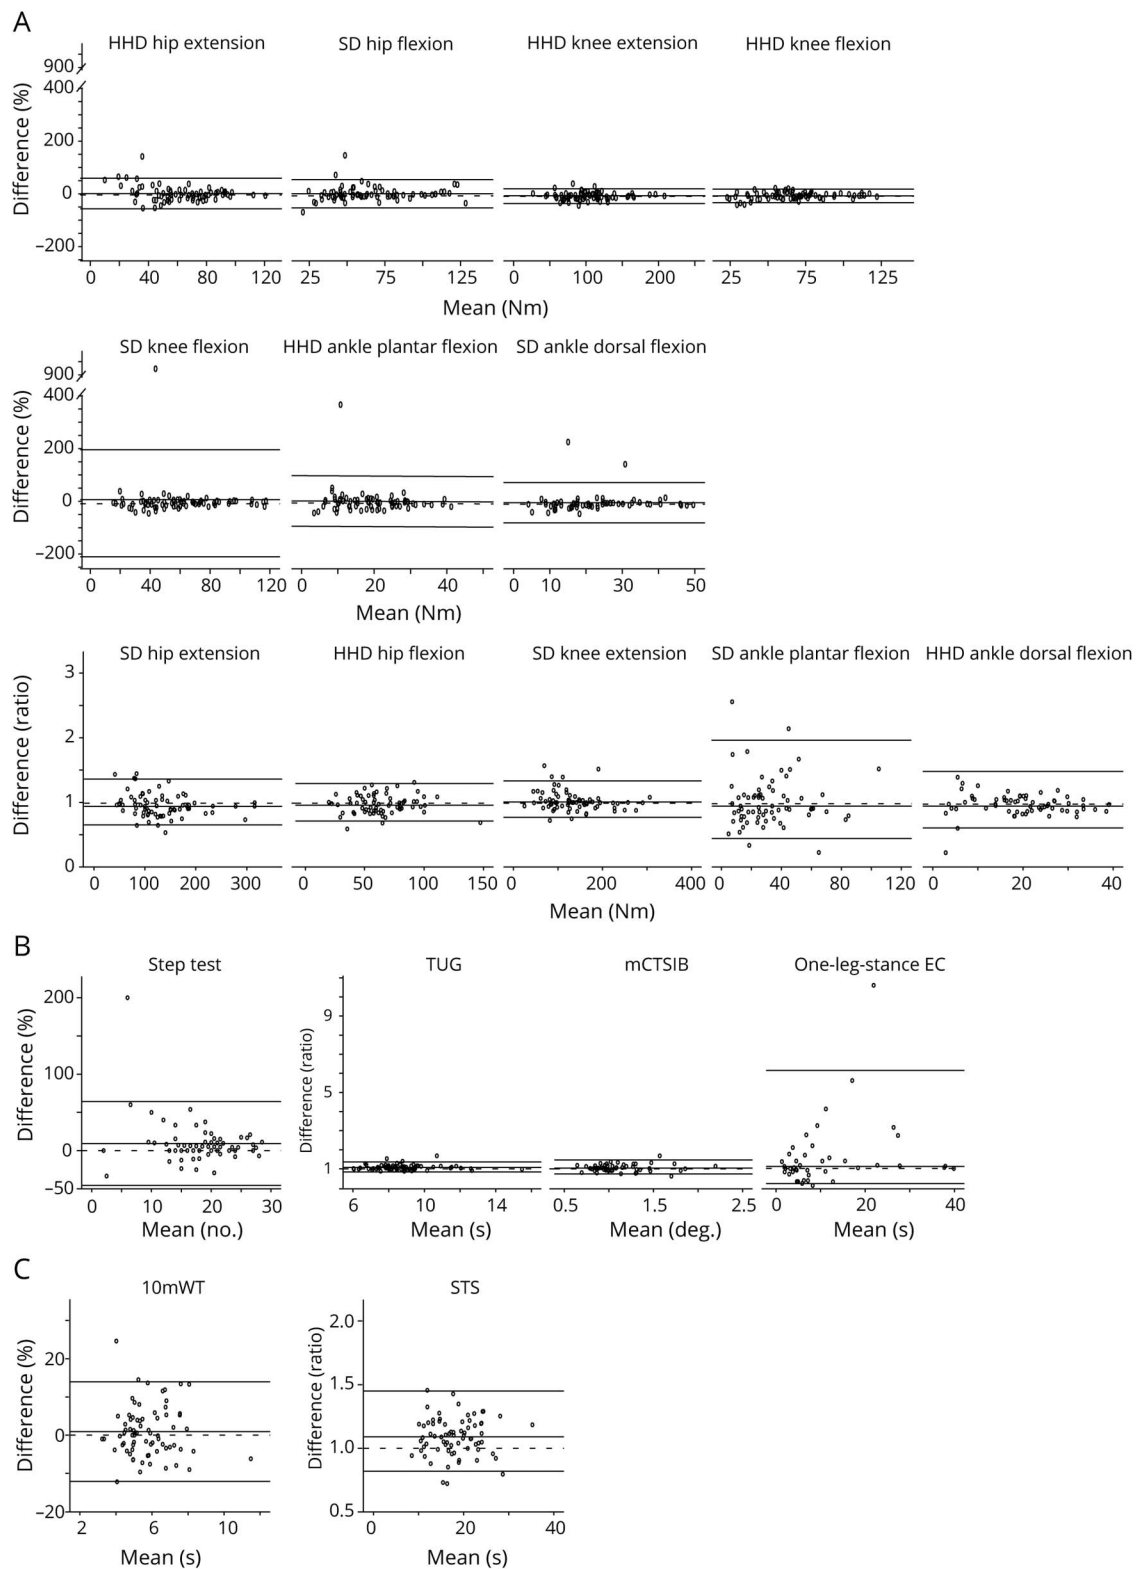 A
HHD hip extension SD hip flexion HHD knee extension HHD knee flexion
Difference (%)
900
400
200
0
–200
0 40 80 120 25 75 125 0 100 200 25 75 125
Mean (Nm)
SD knee flexion HHD ankle plantar flexion SD ankle dorsal flexion
Difference (%)
900
400
200
0
–200
0 40 80 120 0 20 40 0 10 30 50
Mean (Nm)
SD hip extension HHD hip flexion SD knee extension SD ankle plantar flexion HHD ankle dorsal flexion
Difference (ratio)
3
2
1
0
0 100 200 300 0 50 100 150 0 200 400 0 40 80 120 0 20 40
Mean (Nm)
B
Step test TUG mCTSIB One-leg-stance EC
Difference (%)
200
100
0
–50
Difference (ratio)
9
5
1
0 10 20 30 6 10 14 0.5 1.5 2.5 0 20 40
Mean (no.) Mean (s) Mean (deg.) Mean (s)
C
10mWT STS
Difference (%)
20
0
–20
Difference (ratio)
2.0
1.5
1.0
0.5
2 6 10 0 20 40
Mean (s) Mean (s)